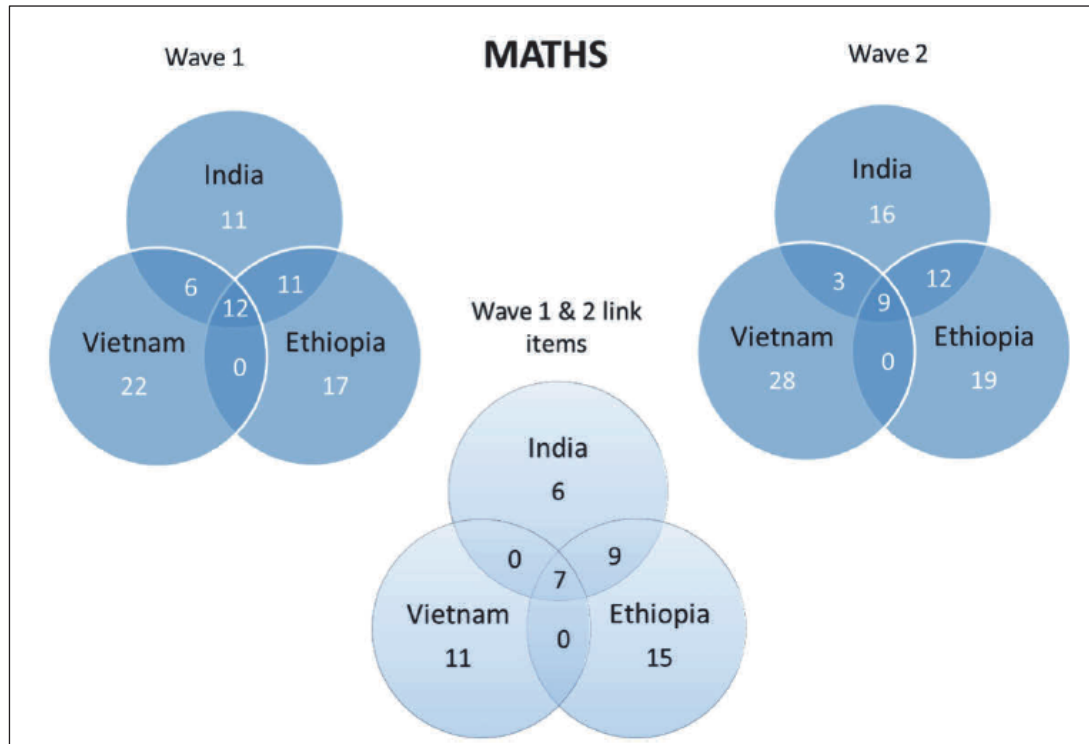 MATHS
Wave 1
India
11
6
12
11
Vietnam
22
0
Ethiopia
17
Wave 2
India
16
3
9
12
Vietnam
28
0
Ethiopia
19
Wave 1 & 2 link
items
India
6
0
7
9
Vietnam
11
0
Ethiopia
15